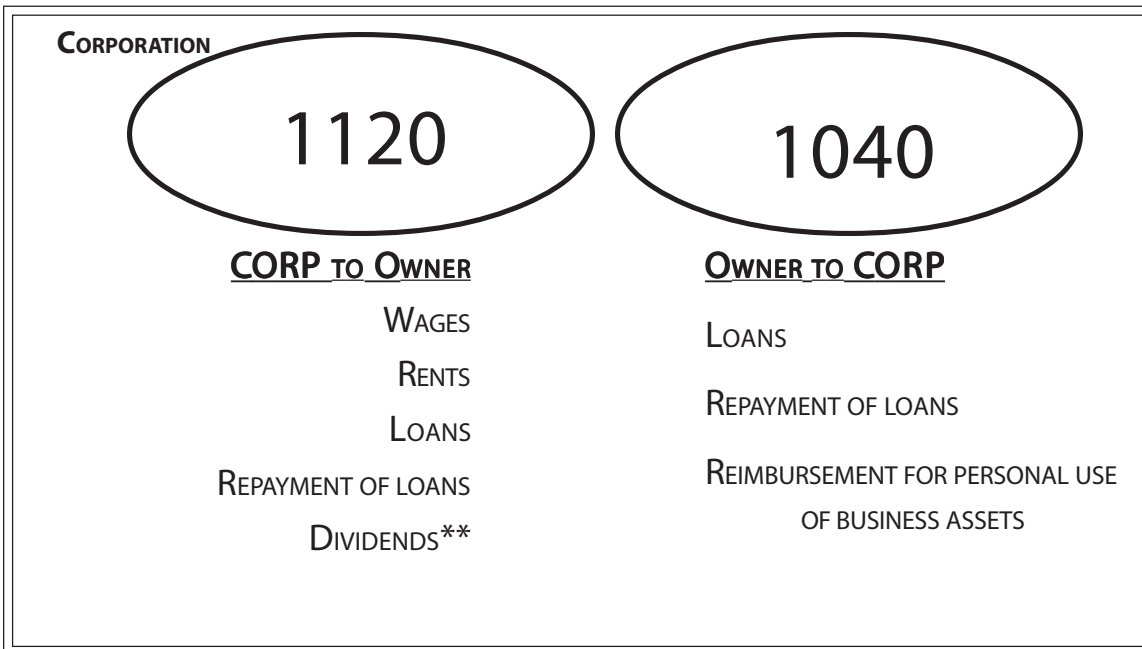 Corporation
1120
1040
CORP to Owner
Wages
Rents
Loans
Repayment of loans
Dividends**
Owner to CORP
Loans
Repayment of loans
Reimbursement for personal use
of business assets